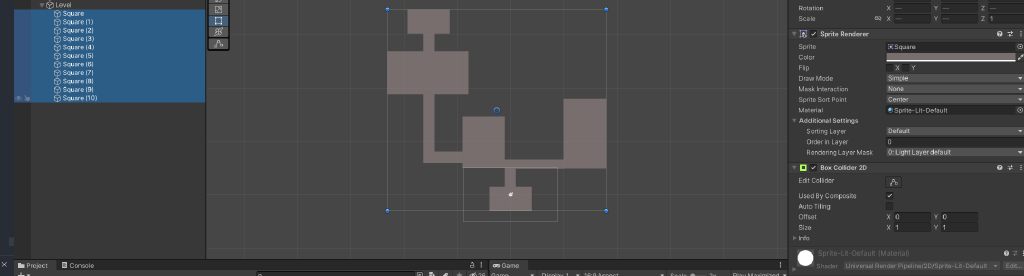 Level
Square
Square (1)
Square (2)
Square (3)
Square (4)
Square (5)
Square (6)
Square (7)
Square (8)
Square (9)
Square (10)
Rotation X — Y — Z —
Scale X — Y — Z 1
Sprite Renderer
Sprite Square
Color
Flip X Y
Draw Mode Simple
Mask Interaction None
Sprite Sort Point Center
Material Sprite-Lit-Default
Additional Settings
Sorting Layer Default
Order in Layer 0
Rendering Layer Mask 0: Light Layer default
Box Collider 2D
Edit Collider
Used By Composite
Auto Tiling
Offset X 0 Y 0
Size X 1 Y 1
Info
Sprite-Lit-Default (Material)
Shader Universal Render Pipeline/2D/Sprite-Lit-Default Edit...
Project Console Game
Game Display 1 16:9 Aspect Scale Play Maximized